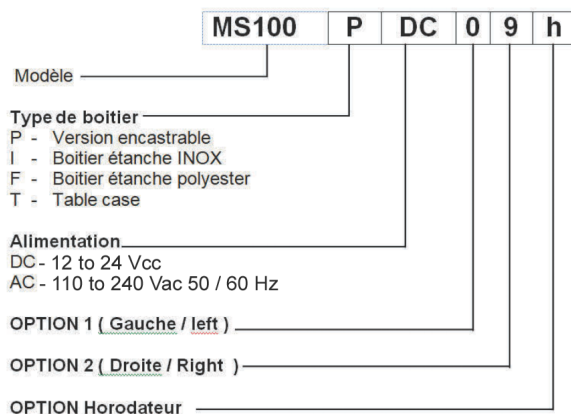 MS100 P DC 0 9 h
Modèle
Type de boitier
P - Version encastrable
I - Boitier étanche INOX
F - Boitier étanche polyester
T - Table case
Alimentation
DC - 12 to 24 Vcc
AC - 110 to 240 Vac 50 / 60 Hz
OPTION 1 ( Gauche / left )
OPTION 2 ( Droite / Right )
OPTION Horodateur